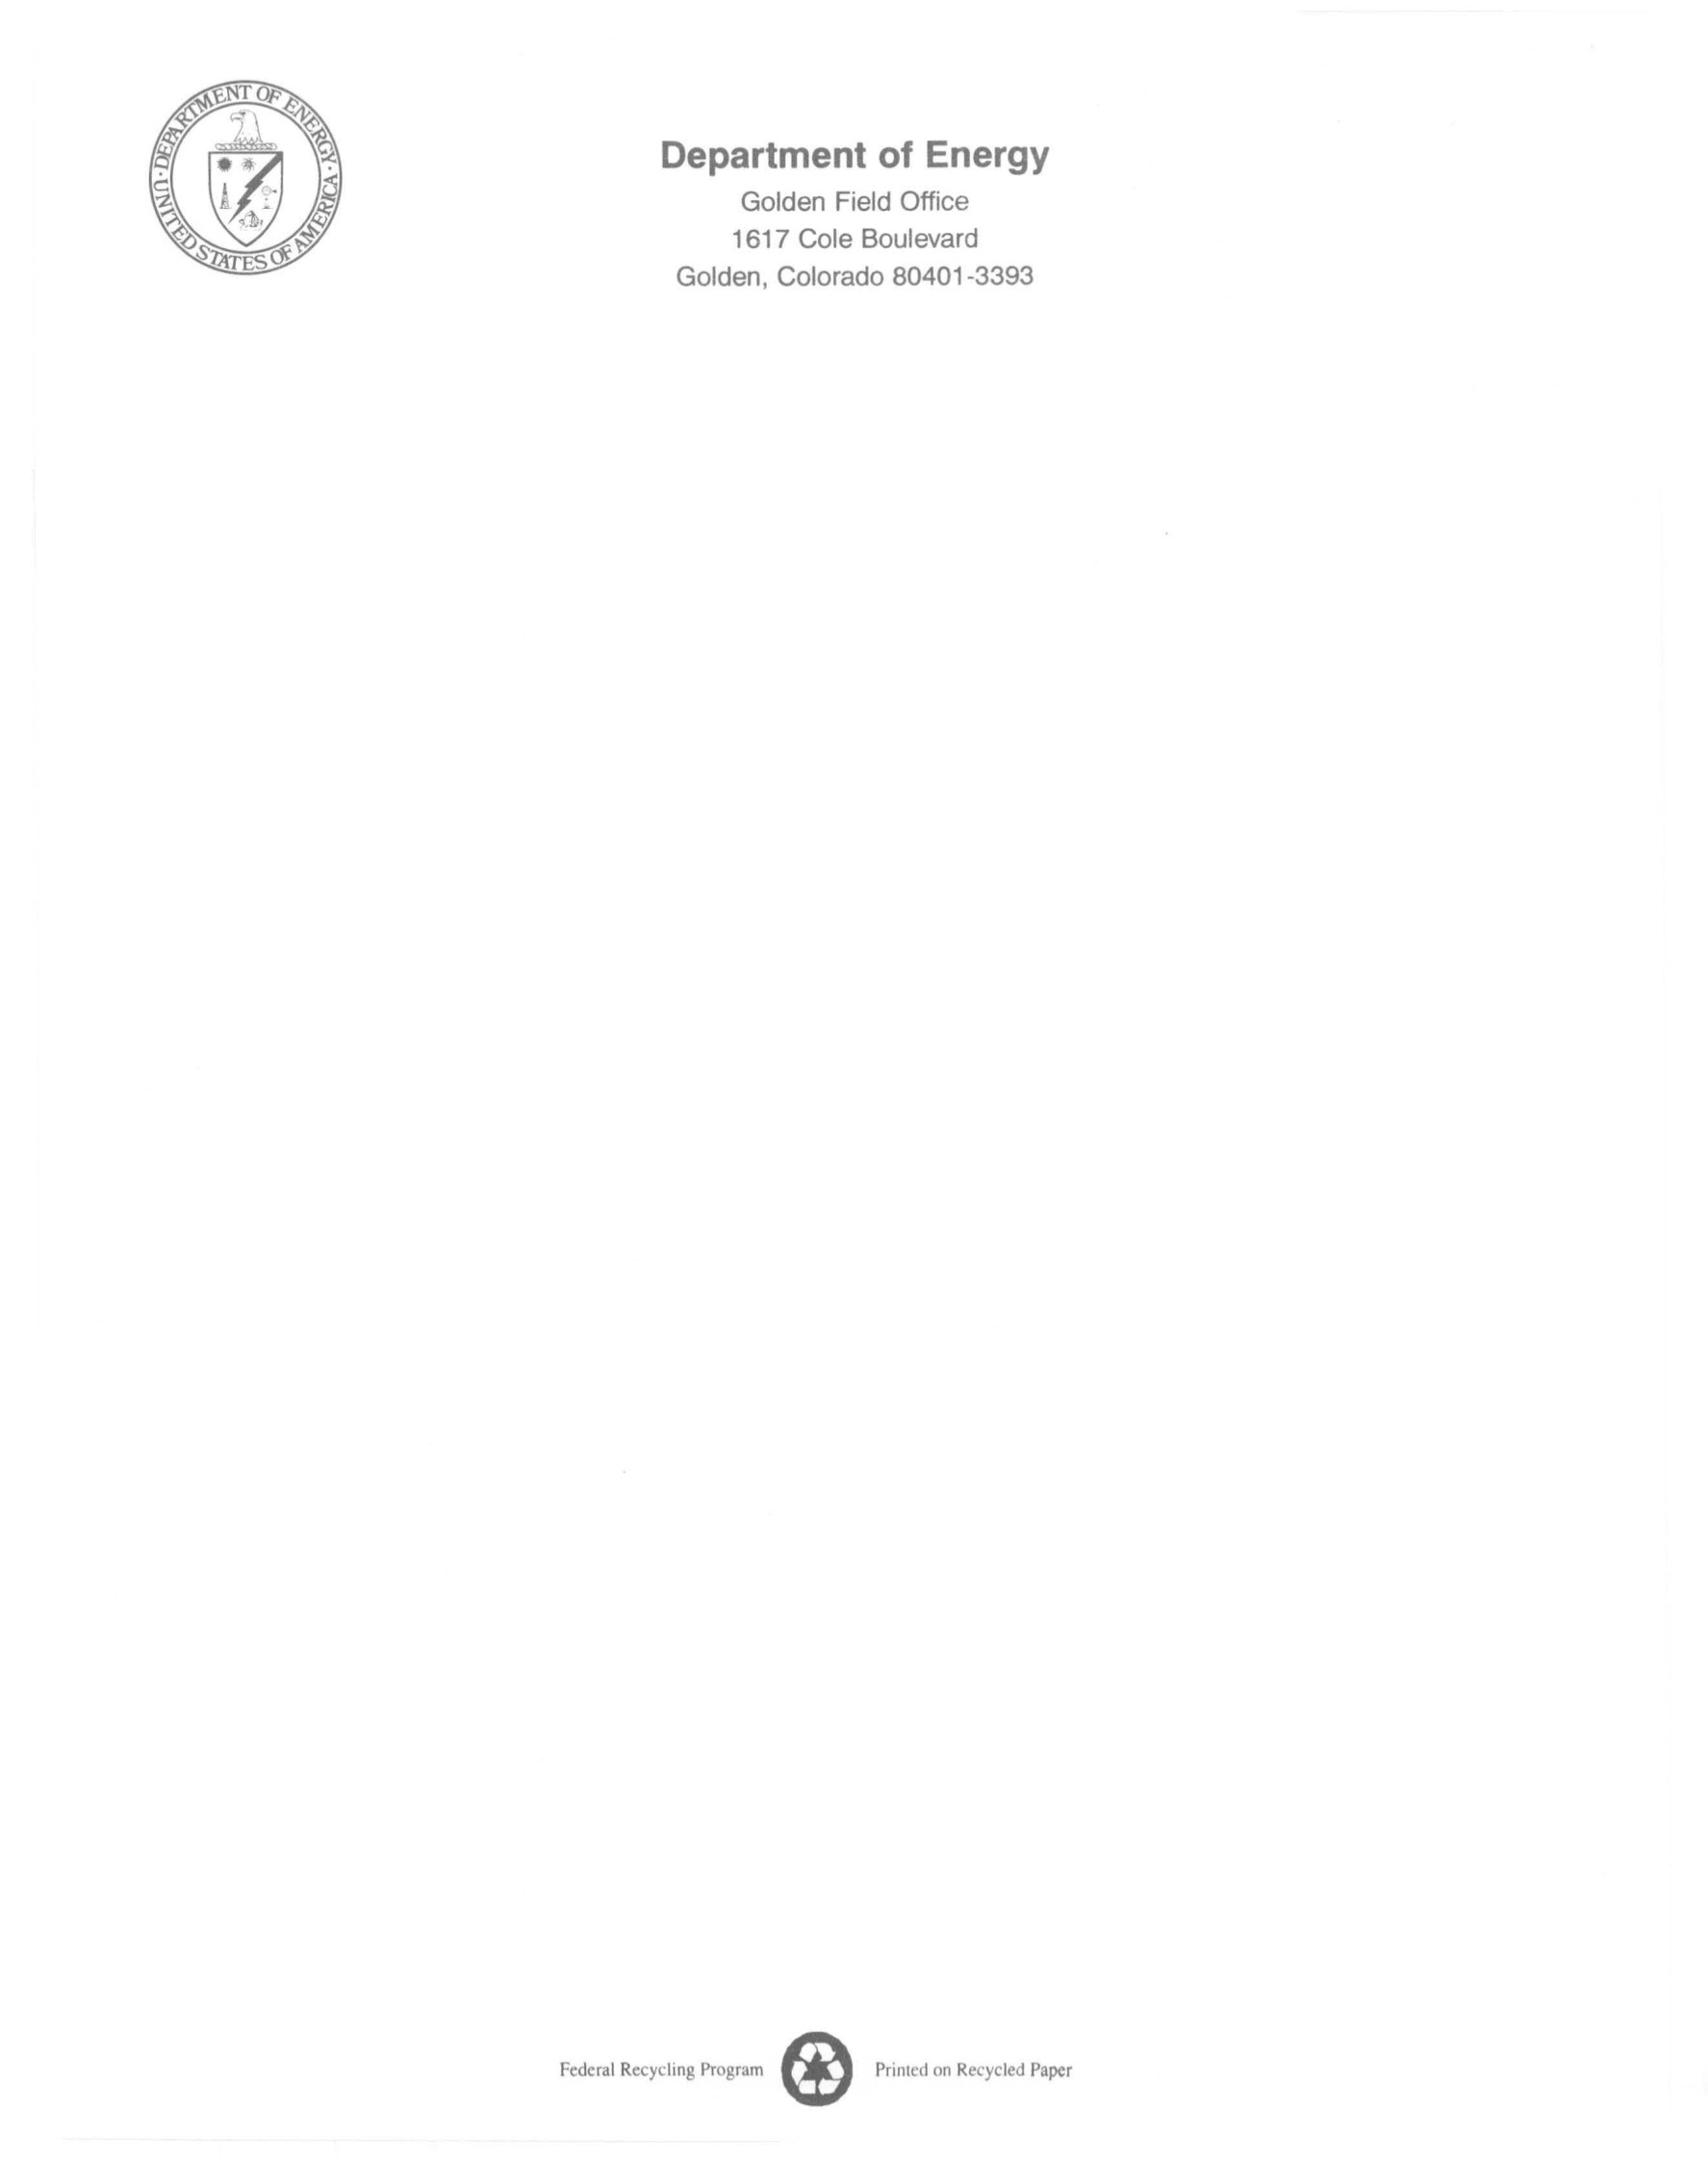 DEPARTMENT OF ENERGY
UNITED STATES OF AMERICA
Department of Energy
Golden Field Office
1617 Cole Boulevard
Golden, Colorado 80401-3393
Federal Recycling Program
Printed on Recycled Paper